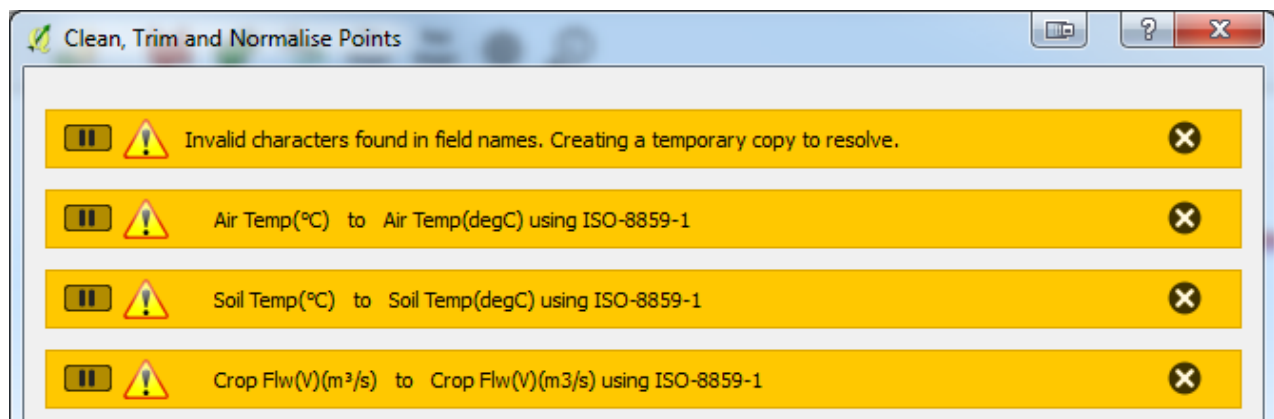 Clean, Trim and Normalise Points
Invalid characters found in field names. Creating a temporary copy to resolve.
Air Temp(°C) to Air Temp(degC) using ISO-8859-1
Soil Temp(°C) to Soil Temp(degC) using ISO-8859-1
Crop Flw(V)(m³/s) to Crop Flw(V)(m3/s) using ISO-8859-1